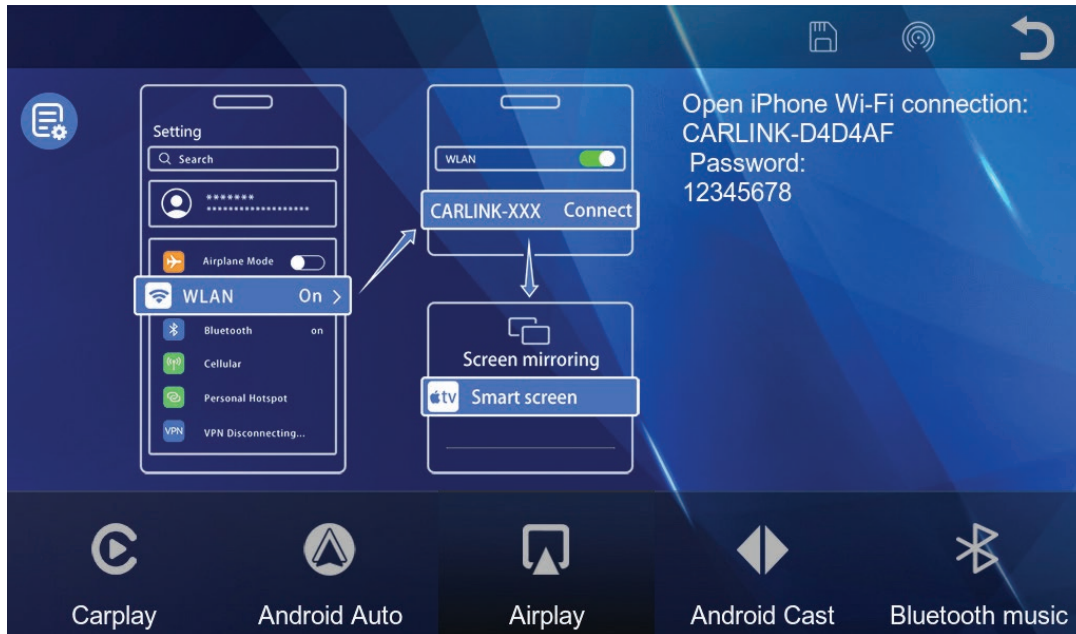 Setting
Search
*******
*******************
Airplane Mode
WLAN On >
Bluetooth on
Cellular
Personal Hotspot
VPN VPN Disconnecting...
WLAN
CARLINK-XXX Connect
Screen mirroring
tv Smart screen
Open iPhone Wi-Fi connection:
CARLINK-D4D4AF
Password:
12345678
Carplay
Android Auto
Airplay
Android Cast
Bluetooth music